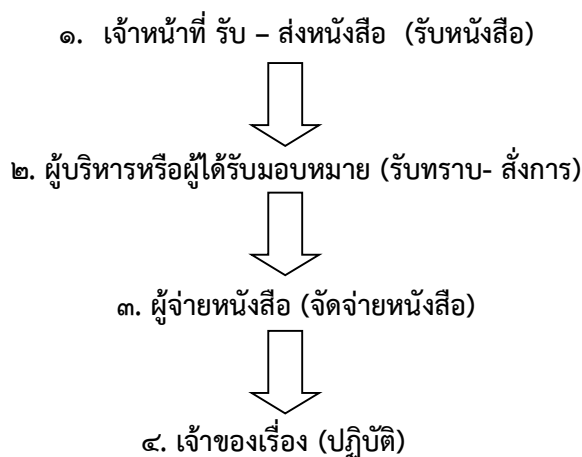 ๑. เจ้าหน้าที่ รับ – ส่งหนังสือ (รับหนังสือ)
๒. ผู้บริหารหรือผู้ได้รับมอบหมาย (รับทราบ- สั่งการ)
๓. ผู้จ่ายหนังสือ (จัดจ่ายหนังสือ)
๔. เจ้าของเรื่อง (ปฏิบัติ)